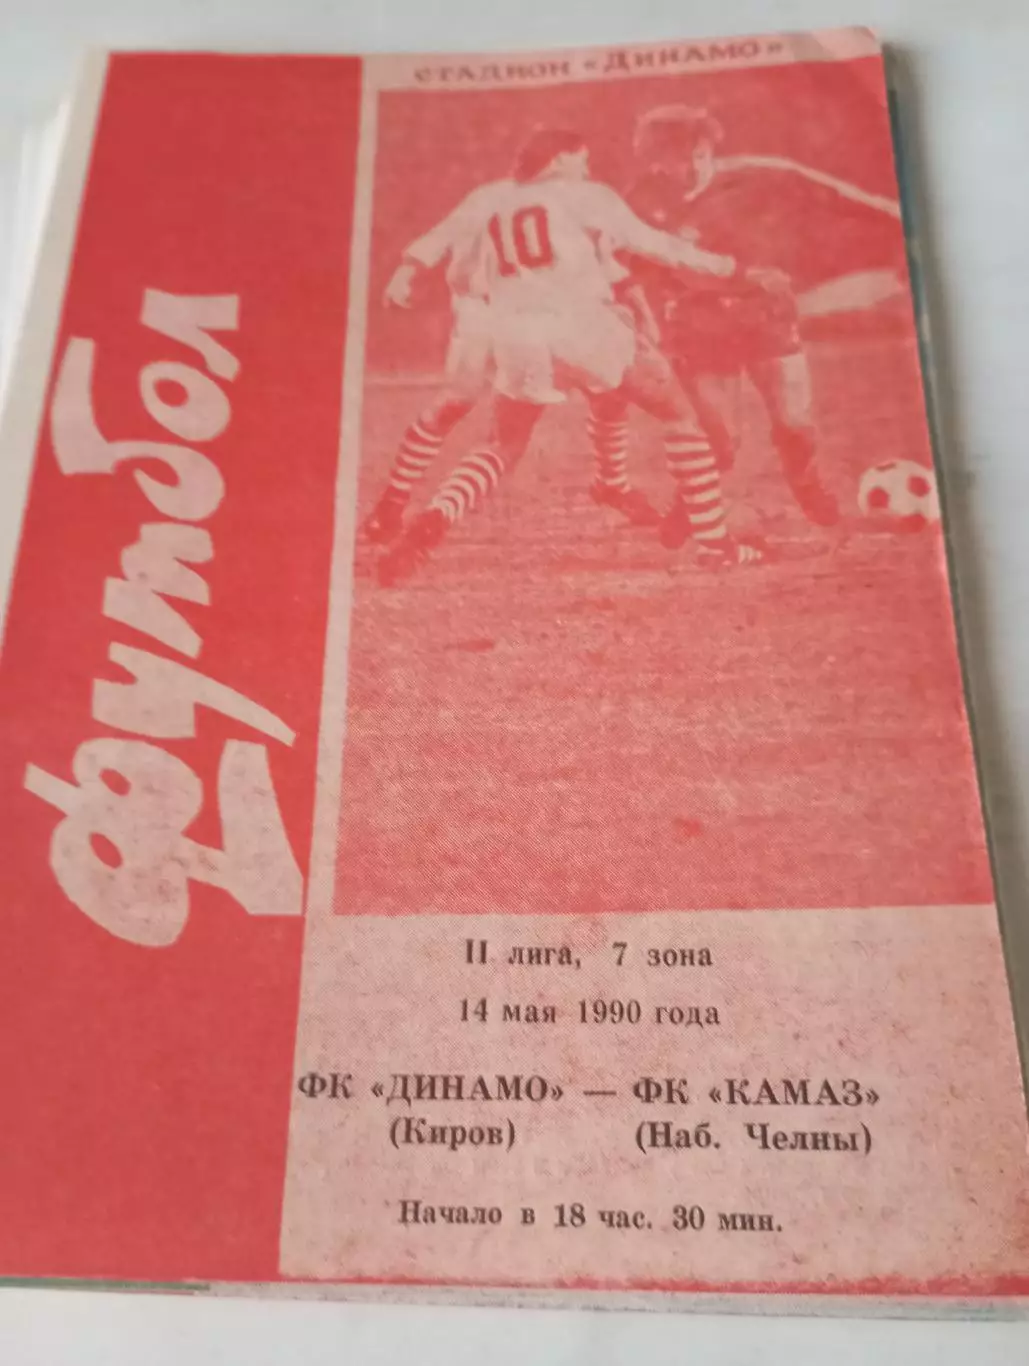 СТАДИОН «ДИНАМО»
футбол
10
II лига, 7 зона
14 мая 1990 года
ФК «ДИНАМО» — ФК «КАМАЗ»
(Киров) (Наб. Челны)
Начало в 18 час. 30 мин.